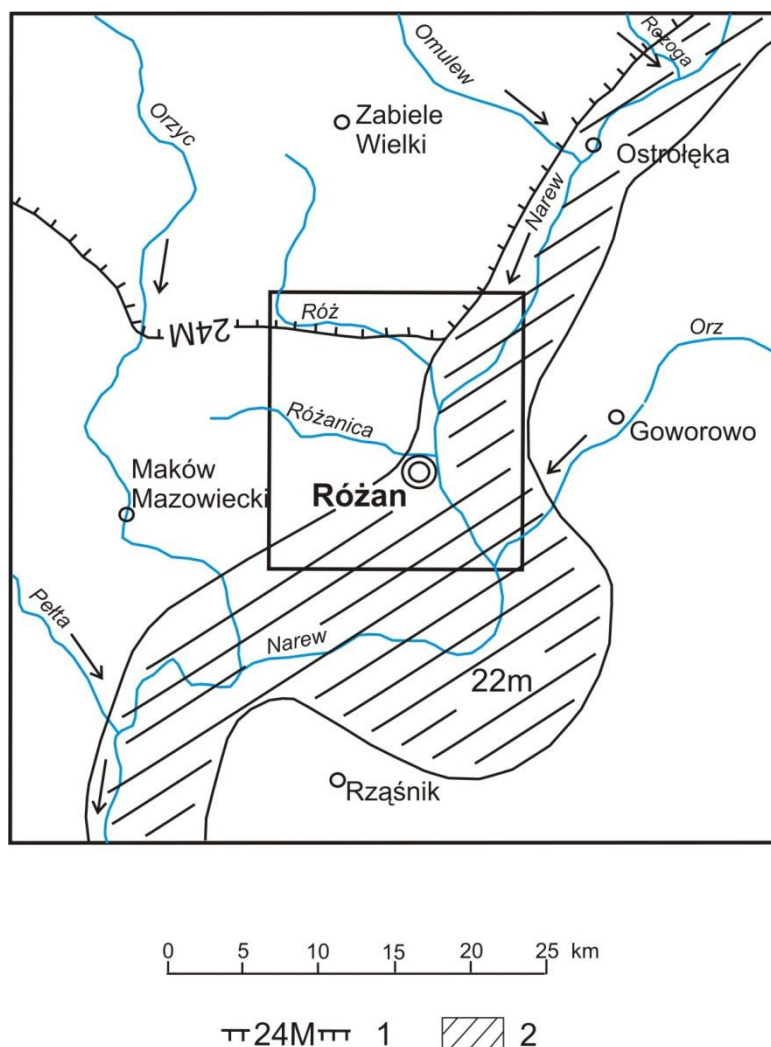 Rozoga
Omulew
Orzyc
Zabiele
Wielki
Ostrołęka
Narew
Róż
24M
Orz
Różanica
Goworowo
Maków
Mazowiecki
Różan
Pełta
Narew
22m
Rząśnik
0 5 10 15 20 25 km
24M 1 2